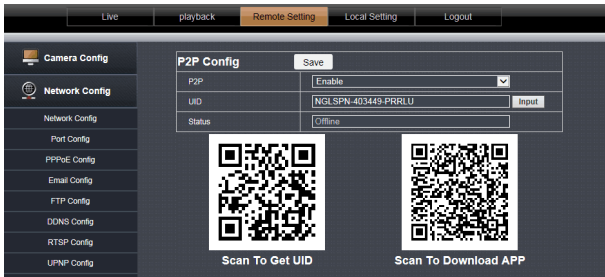 Live playback Remote Setting Local Setting Logout
Camera Config
Network Config
Network Config
Port Config
PPPoE Config
Email Config
FTP Config
DDNS Config
RTSP Config
UPNP Config
P2P Config Save
P2P Enable
UID NGLSPN-403449-PRRLU Input
Status Offline
Scan To Get UID Scan To Download APP